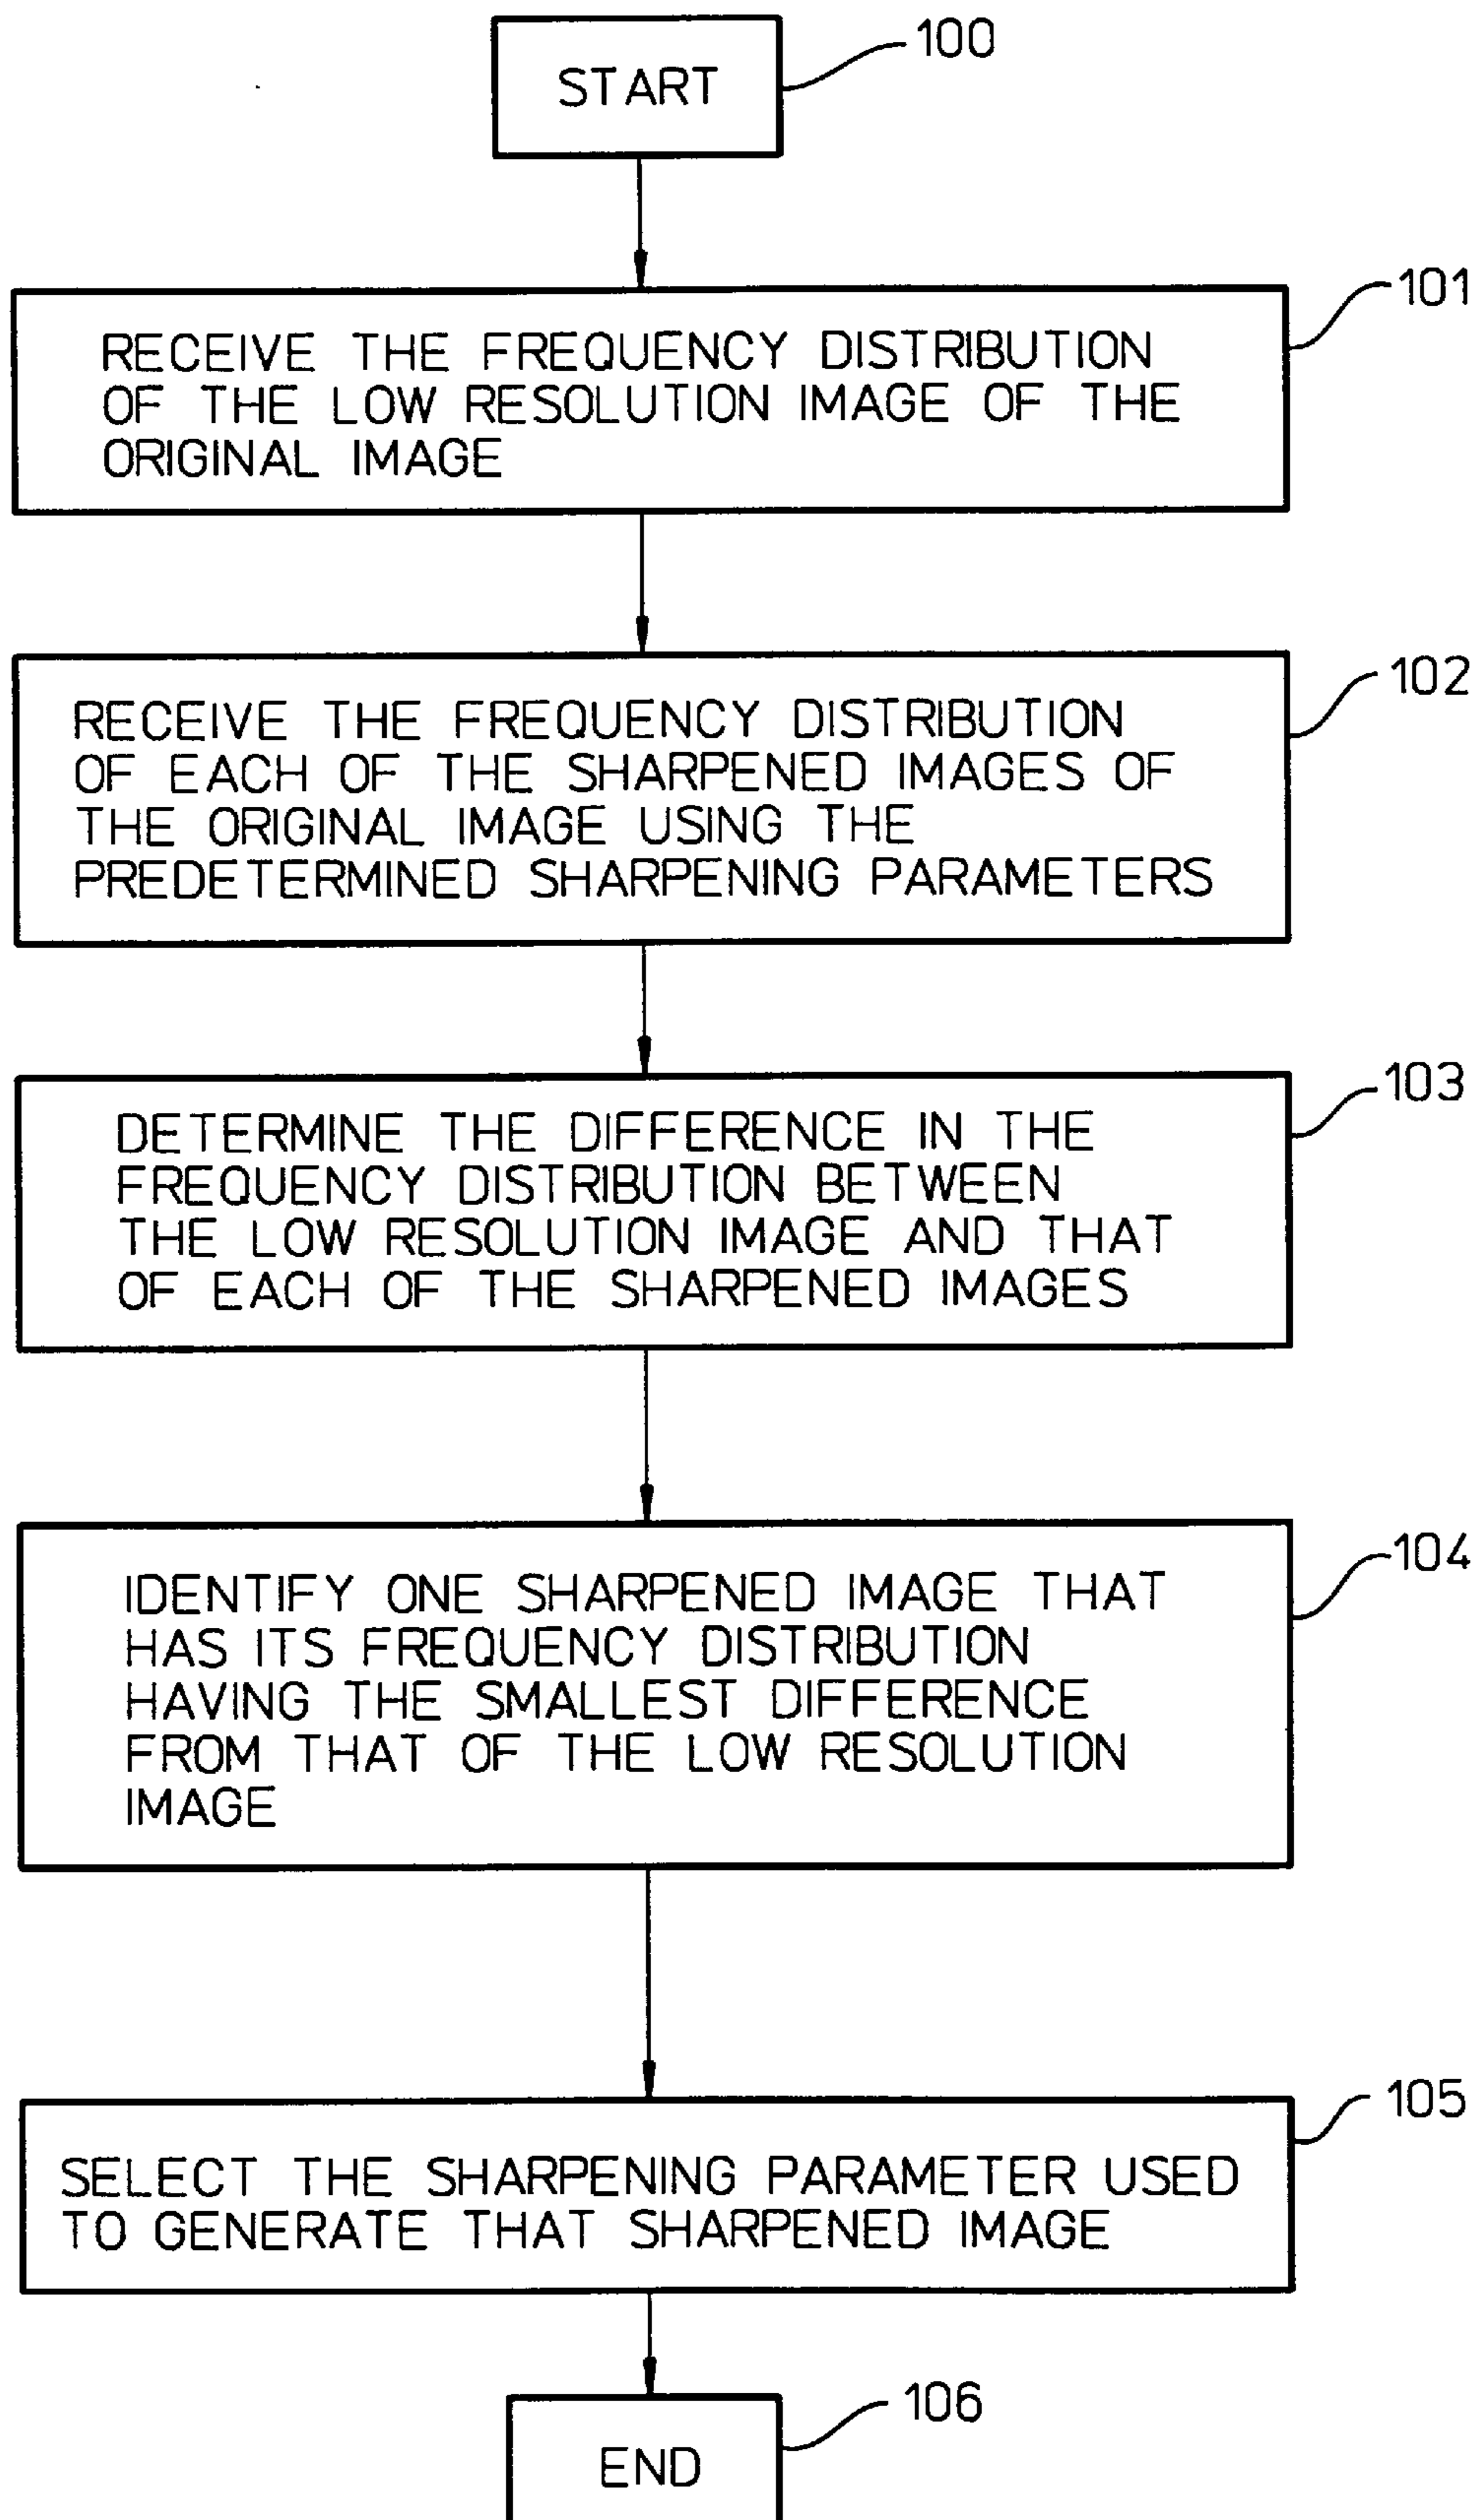 START
100
101
RECEIVE THE FREQUENCY DISTRIBUTION
OF THE LOW RESOLUTION IMAGE OF THE
ORIGINAL IMAGE
102
RECEIVE THE FREQUENCY DISTRIBUTION
OF EACH OF THE SHARPENED IMAGES OF
THE ORIGINAL IMAGE USING THE
PREDETERMINED SHARPENING PARAMETERS
103
DETERMINE THE DIFFERENCE IN THE
FREQUENCY DISTRIBUTION BETWEEN
THE LOW RESOLUTION IMAGE AND THAT
OF EACH OF THE SHARPENED IMAGES
104
IDENTIFY ONE SHARPENED IMAGE THAT
HAS ITS FREQUENCY DISTRIBUTION
HAVING THE SMALLEST DIFFERENCE
FROM THAT OF THE LOW RESOLUTION
IMAGE
105
SELECT THE SHARPENING PARAMETER USED
TO GENERATE THAT SHARPENED IMAGE
106
END